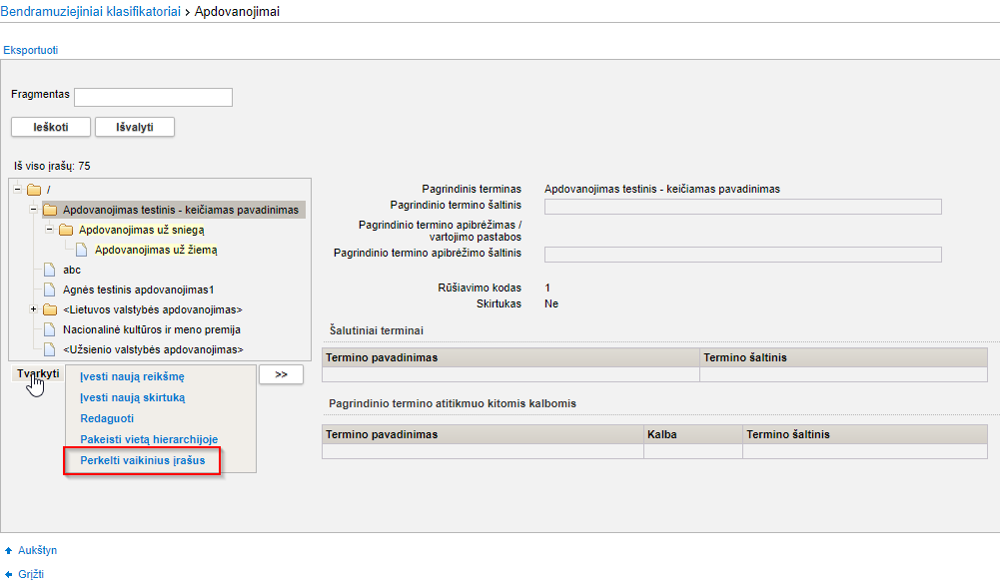 Bendramuziejiniai klasifikatoriai > Apdovanojimai
Eksportuoti
Fragmentas
Ieškoti
Išvalyti
Iš viso įrašų: 75
/
Apdovanojimas testinis - keičiamas pavadinimas
Apdovanojimas už sniegą
Apdovanojimas už žiemą
abc
Agnės testinis apdovanojimas1
<Lietuvos valstybės apdovanojimas>
Nacionalinė kultūros ir meno premija
<Užsienio valstybės apdovanojimas>
Tvarkyti
Įvesti naują reikšmę
Įvesti naują skirtuką
Redaguoti
Pakeisti vietą hierarchijoje
Perkelti vaikinius įrašus
>>
Pagrindinis terminas Apdovanojimas testinis - keičiamas pavadinimas
Pagrindinio termino šaltinis
Pagrindinio termino apibrėžimas /
vartojimo pastabos
Pagrindinio termino apibrėžimo šaltinis
Rūšiavimo kodas 1
Skirtukas Ne
Šalutiniai terminai
Termino pavadinimas Termino šaltinis
Pagrindinio termino atitikmuo kitomis kalbomis
Termino pavadinimas Kalba Termino šaltinis
Aukštyn
Grįžti